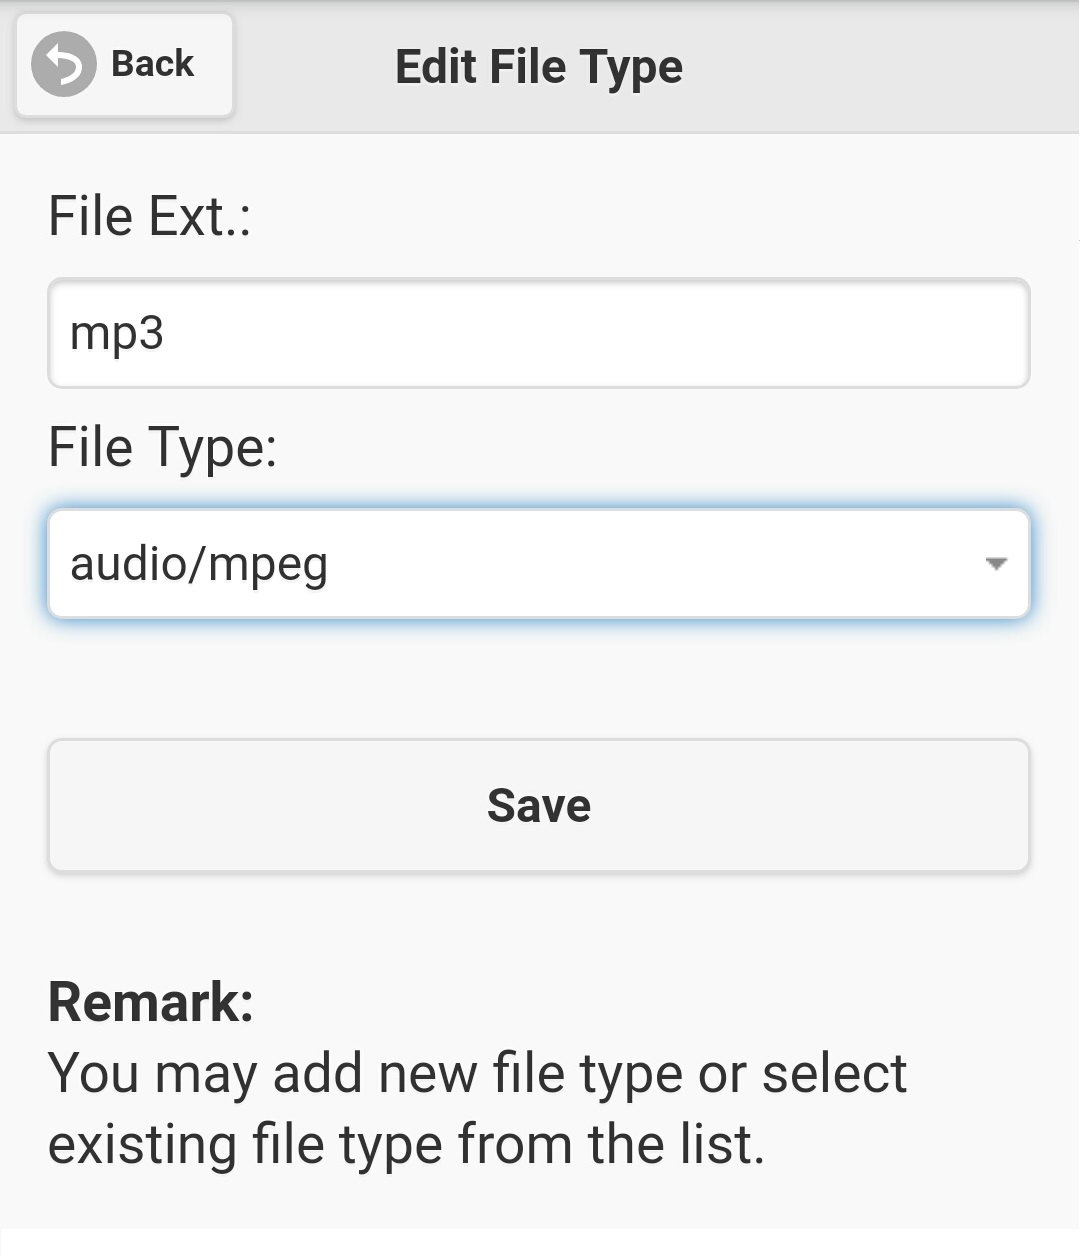 Back
Edit File Type
File Ext.:
mp3
File Type:
audio/mpeg
Save
Remark:
You may add new file type or select
existing file type from the list.